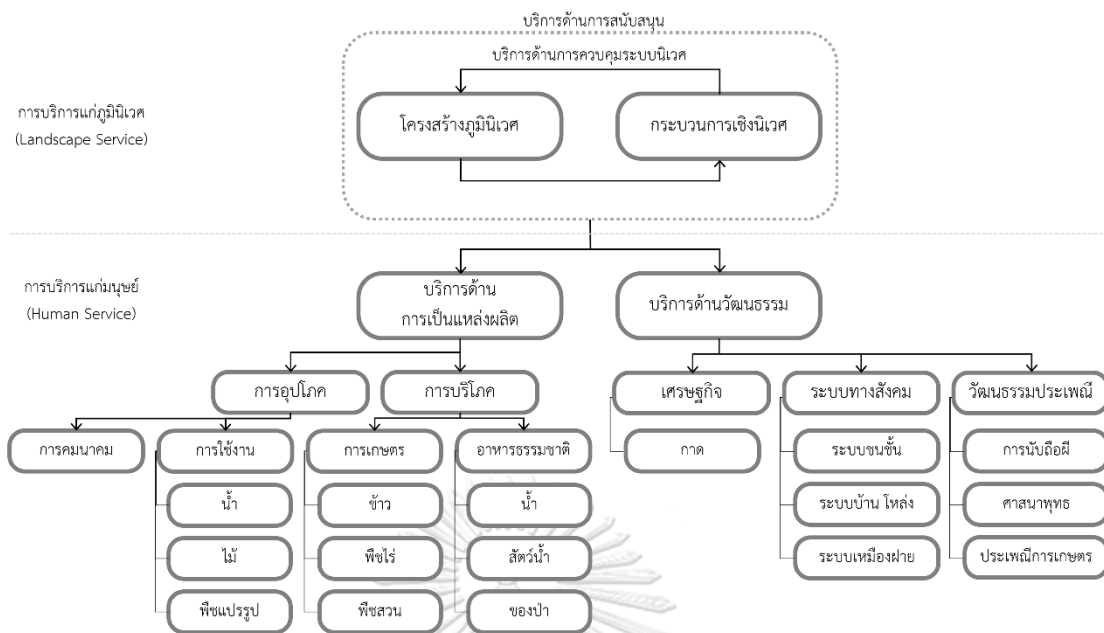 บริการด้านการสนับสนุน
บริการด้านการควบคุมระบบนิเวศ
การบริการแก่ภูมินิเวศ
(Landscape Service)
โครงสร้างภูมินิเวศ
กระบวนการเชิงนิเวศ
การบริการแก่มนุษย์
(Human Service)
บริการด้าน
การเป็นแหล่งผลิต
บริการด้านวัฒนธรรม
การอุปโภค
การบริโภค
เศรษฐกิจ
ระบบทางสังคม
วัฒนธรรมประเพณี
การคมนาคม
การใช้งาน
การเกษตร
อาหารธรรมชาติ
กาด
ระบบชนชั้น
การนับถือผี
น้ำ
ข้าว
น้ำ
ระบบบ้าน โหล่ง
ศาสนาพุทธ
ไม้
พืชไร่
สัตว์น้ำ
ระบบเหมืองฝาย
ประเพณีการเกษตร
พืชแปรรูป
พืชสวน
ของป่า